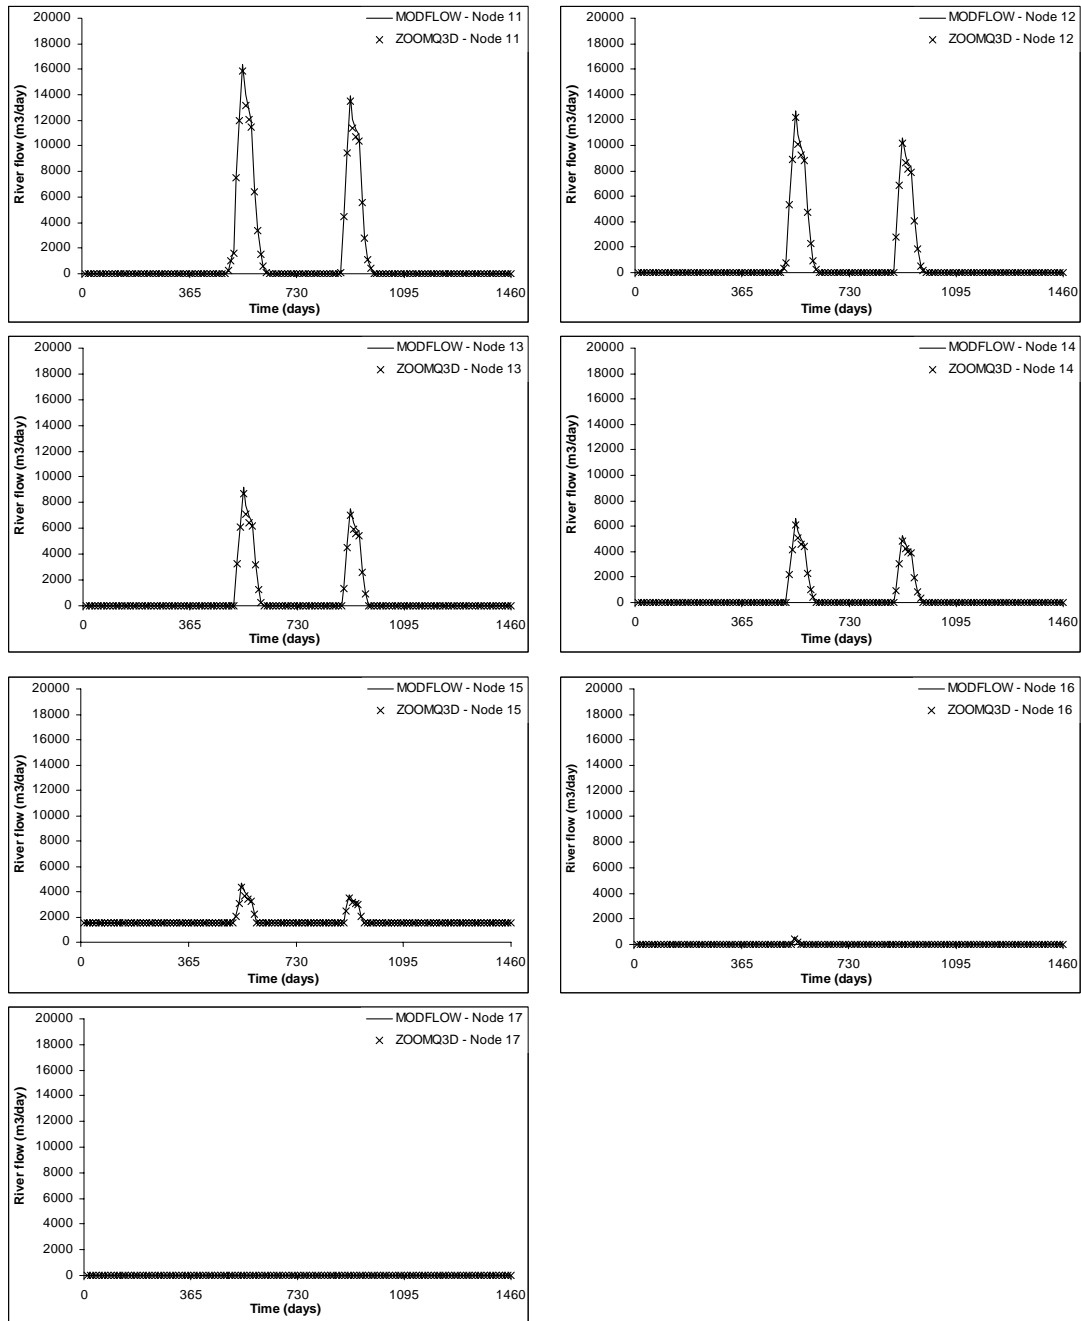 MODFLOW - Node 11
ZOOMQ3D - Node 11
River flow (m3/day)
20000
18000
16000
14000
12000
10000
8000
6000
4000
2000
0
0 365 730 1095 1460
Time (days)
MODFLOW - Node 12
ZOOMQ3D - Node 12
River flow (m3/day)
20000
18000
16000
14000
12000
10000
8000
6000
4000
2000
0
0 365 730 1095 1460
Time (days)
MODFLOW - Node 13
ZOOMQ3D - Node 13
River flow (m3/day)
20000
18000
16000
14000
12000
10000
8000
6000
4000
2000
0
0 365 730 1095 1460
Time (days)
MODFLOW - Node 14
ZOOMQ3D - Node 14
River flow (m3/day)
20000
18000
16000
14000
12000
10000
8000
6000
4000
2000
0
0 365 730 1095 1460
Time (days)
MODFLOW - Node 15
ZOOMQ3D - Node 15
River flow (m3/day)
20000
18000
16000
14000
12000
10000
8000
6000
4000
2000
0
0 365 730 1095 1460
Time (days)
MODFLOW - Node 16
ZOOMQ3D - Node 16
River flow (m3/day)
20000
18000
16000
14000
12000
10000
8000
6000
4000
2000
0
0 365 730 1095 1460
Time (days)
MODFLOW - Node 17
ZOOMQ3D - Node 17
River flow (m3/day)
20000
18000
16000
14000
12000
10000
8000
6000
4000
2000
0
0 365 730 1095 1460
Time (days)